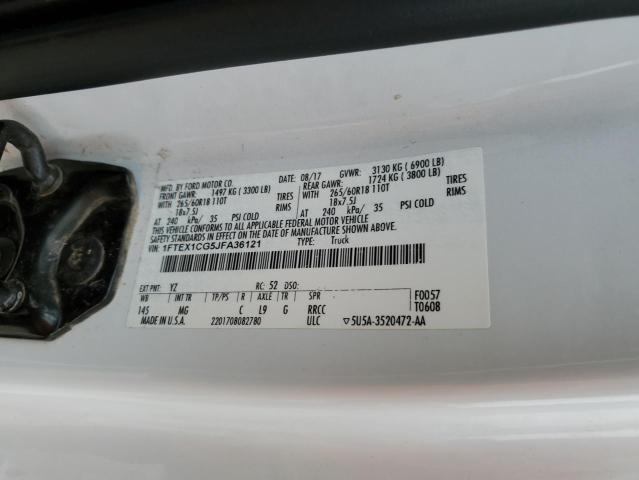 MFD. BY FORD MOTOR CO.
DATE: 08/17 GVWR: 3130 KG ( 6900 LB)
FRONT GAWR: 1497 KG ( 3300 LB) REAR GAWR: 1724 KG ( 3800 LB)
WITH TIRES WITH TIRES
265/60R18 110T 265/60R18 110T
18x7.5J RIMS 18x7.5J RIMS
AT 240 kPa/ 35 PSI COLD AT 240 kPa/ 35 PSI COLD
THIS VEHICLE CONFORMS TO ALL APPLICABLE FEDERAL MOTOR VEHICLE
SAFETY STANDARDS IN EFFECT ON THE DATE OF MANUFACTURE SHOWN ABOVE.
VIN: 1FTEX1CG5JFA36121 TYPE: Truck
EXT PNT: YZ RC: 52 DSO: F0057
WB INT TR TP/PS R AXLE TR SPR T0608
145 MG C L9 G RRCC
MADE IN U.S.A. 2201708082780 ULC ▽5U5A-3520472-AA